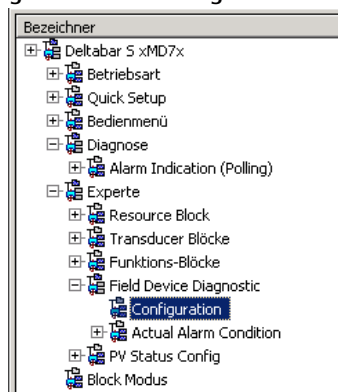 Bezeichner
Deltabar S xMD7x
Betriebsart
Quick Setup
Bedienmenü
Diagnose
Alarm Indication (Polling)
Experte
Resource Block
Transducer Blöcke
Funktions-Blöcke
Field Device Diagnostic
Configuration
Actual Alarm Condition
PV Status Config
Block Modus